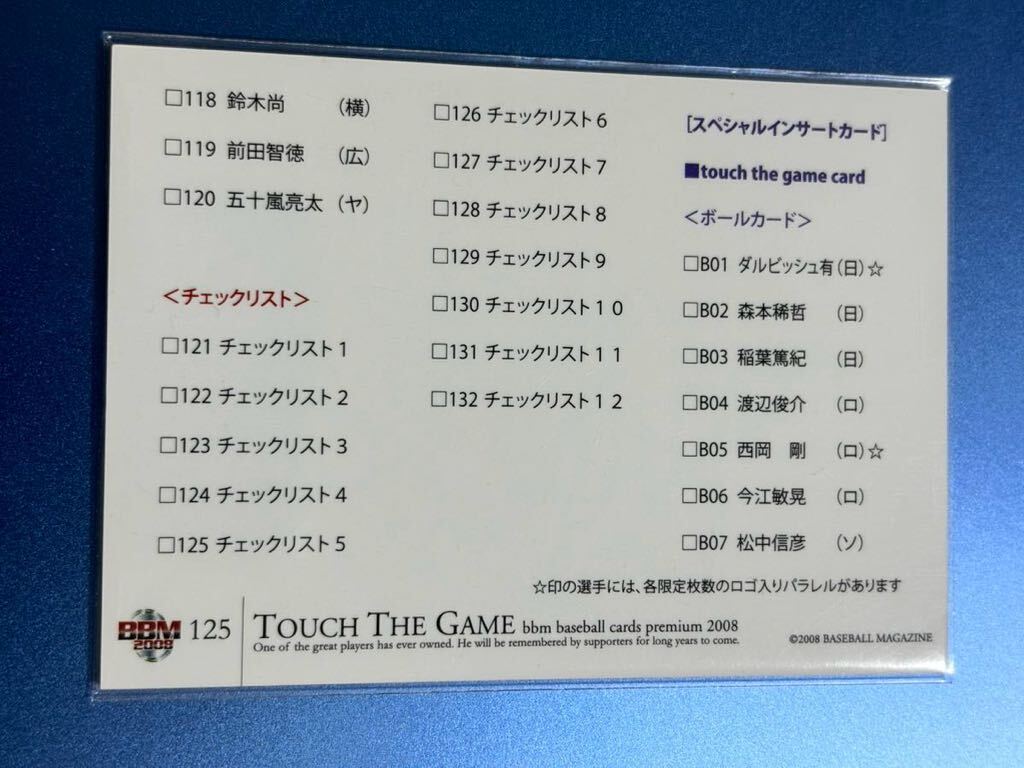 □118 鈴木尚 （横）
□119 前田智徳 （広）
□120 五十嵐亮太（ヤ）
＜チェックリスト＞
□121 チェックリスト１
□122 チェックリスト２
□123 チェックリスト３
□124 チェックリスト４
□125 チェックリスト５
□126 チェックリスト６
□127 チェックリスト７
□128 チェックリスト８
□129 チェックリスト９
□130 チェックリスト１０
□131 チェックリスト１１
□132 チェックリスト１２
[スペシャルインサートカード]
■touch the game card
＜ボールカード＞
□B01 ダルビッシュ有（日）☆
□B02 森本稀哲 （日）
□B03 稲葉篤紀 （日）
□B04 渡辺俊介 （ロ）
□B05 西岡　剛 （ロ）☆
□B06 今江敏晃 （ロ）
□B07 松中信彦 （ソ）
☆印の選手には、各限定枚数のロゴ入りパラレルがあります
BBM
2008
125
TOUCH THE GAME bbm baseball cards premium 2008
One of the great players has ever owned. He will be remembered by supporters for long years to come.
©2008 BASEBALL MAGAZINE